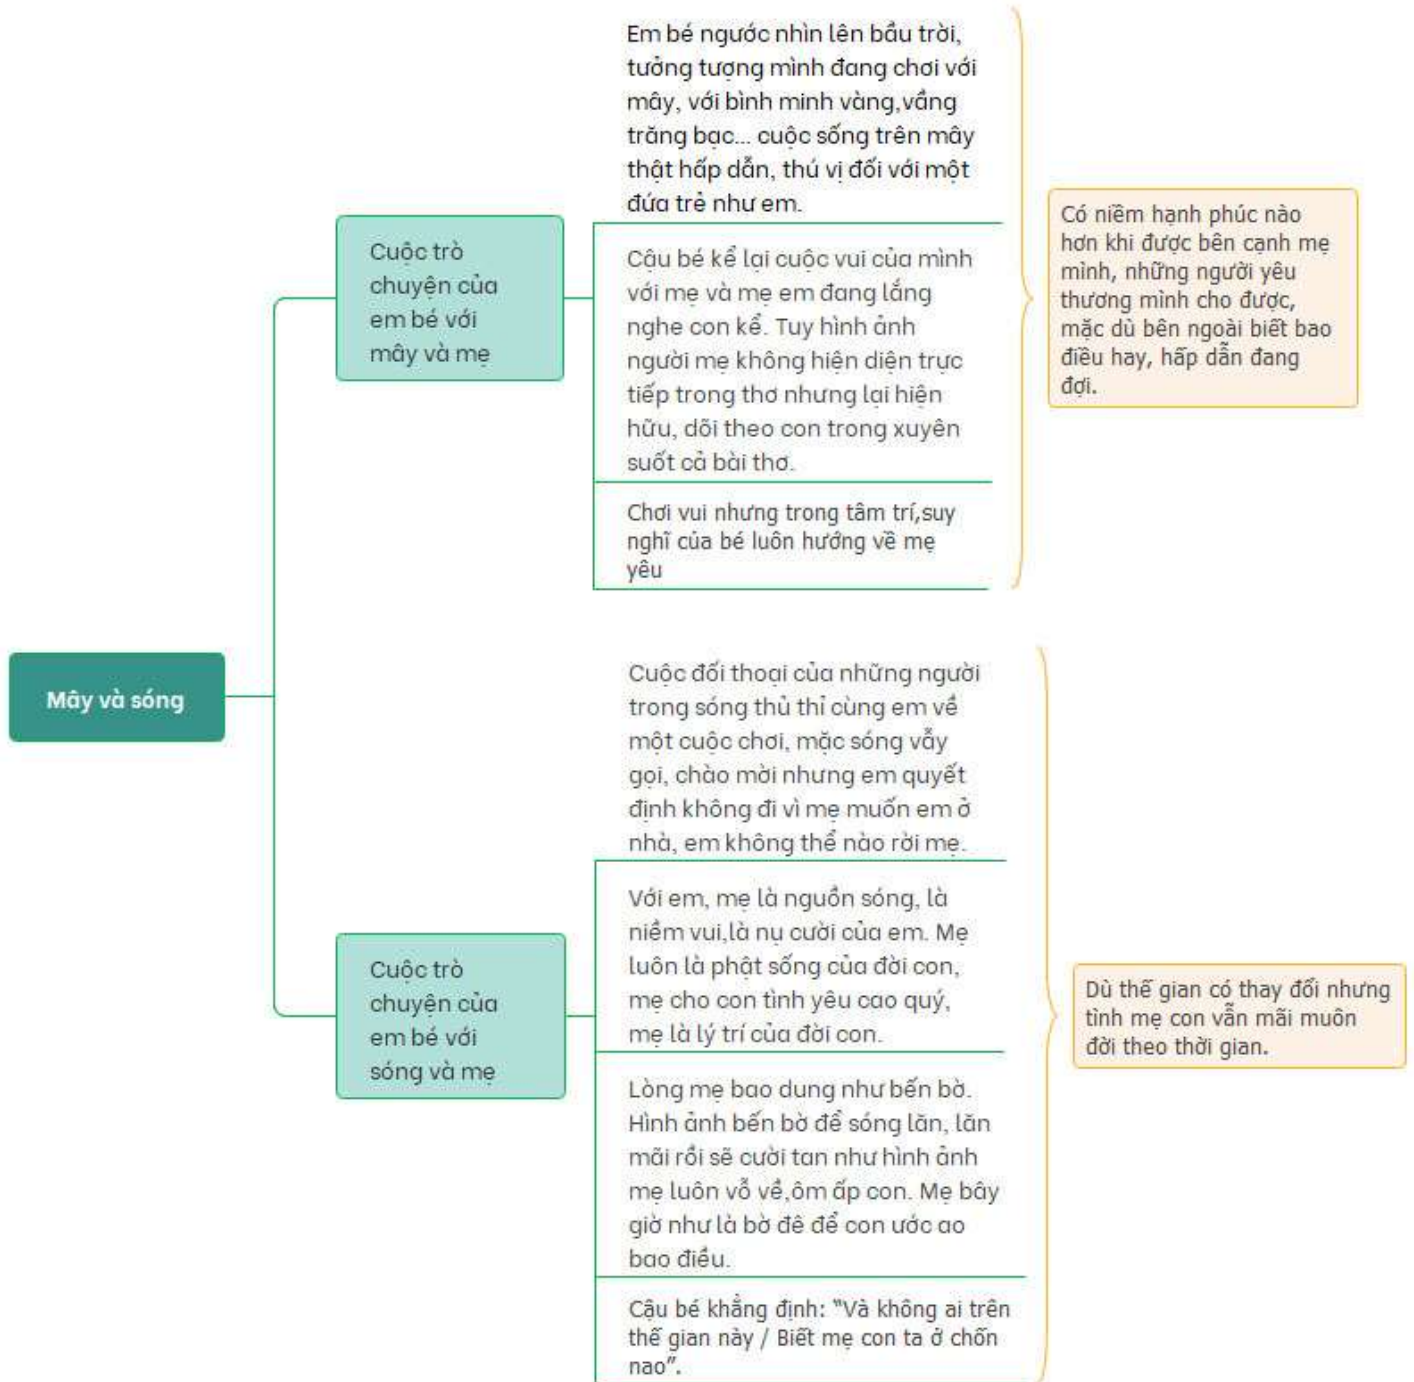 Mây và sóng
Cuộc trò
chuyện của
em bé với
mây và mẹ
Em bé ngước nhìn lên bầu trời,
tưởng tượng mình đang chơi với
mây, với bình minh vàng,vầng
trăng bạc... cuộc sống trên mây
thật hấp dẫn, thú vị đối với một
đứa trẻ như em.
Cậu bé kể lại cuộc vui của mình
với mẹ và mẹ em đang lắng
nghe con kể. Tuy hình ảnh
người mẹ không hiện diện trực
tiếp trong thơ nhưng lại hiện
hữu, dõi theo con trong xuyên
suốt cả bài thơ.
Chơi vui nhưng trong tâm trí,suy
nghĩ của bé luôn hướng về mẹ
yêu
Có niềm hạnh phúc nào
hơn khi được bên cạnh mẹ
mình, những người yêu
thương mình cho được,
mặc dù bên ngoài biết bao
điều hay, hấp dẫn đang
đợi.
Cuộc trò
chuyện của
em bé với
sóng và mẹ
Cuộc đối thoại của những người
trong sóng thủ thỉ cùng em về
một cuộc chơi, mặc sóng vẫy
gọi, chào mời nhưng em quyết
định không đi vì mẹ muốn em ở
nhà, em không thể nào rời mẹ.
Với em, mẹ là nguồn sóng, là
niềm vui,là nụ cười của em. Mẹ
luôn là phật sống của đời con,
mẹ cho con tình yêu cao quý,
mẹ là lý trí của đời con.
Lòng mẹ bao dung như bến bờ.
Hình ảnh bến bờ để sóng lăn, lăn
mãi rồi sẽ cười tan như hình ảnh
mẹ luôn vỗ về,ôm ấp con. Mẹ bây
giờ như là bờ đê để con ước ao
bao điều.
Cậu bé khẳng định: "Và không ai trên
thế gian này / Biết mẹ con ta ở chốn
nao".
Dù thế gian có thay đổi nhưng
tình mẹ con vẫn mãi muôn
đời theo thời gian.